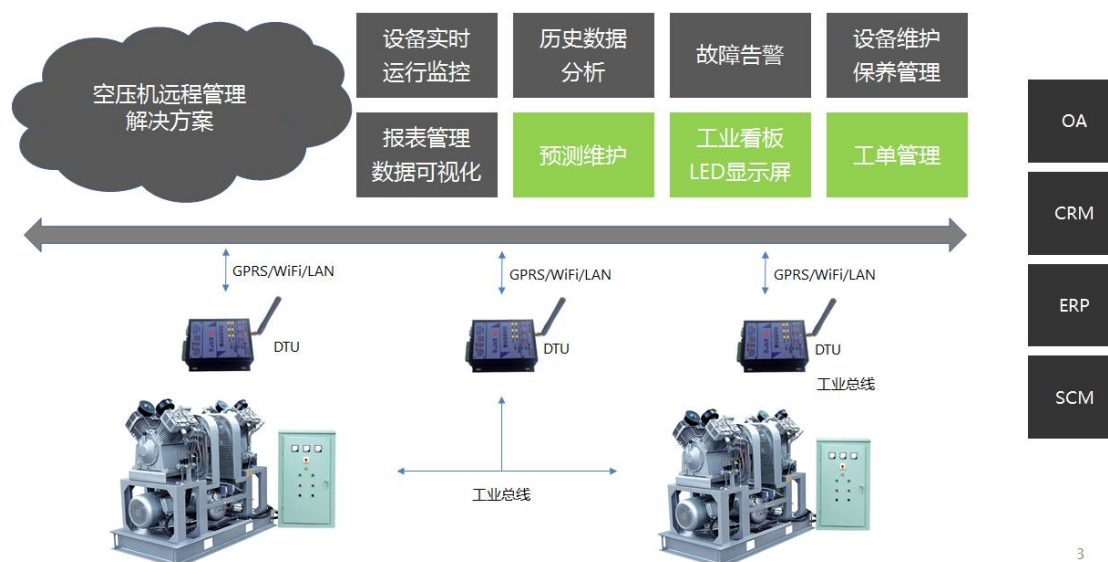 空压机远程管理
解决方案
设备实时
运行监控
历史数据
分析
故障告警
设备维护
保养管理
报表管理
数据可视化
预测维护
工业看板
LED显示屏
工单管理
OA
CRM
ERP
SCM
GPRS/WiFi/LAN
GPRS/WiFi/LAN
GPRS/WiFi/LAN
DTU
DTU
DTU
工业总线
工业总线
3